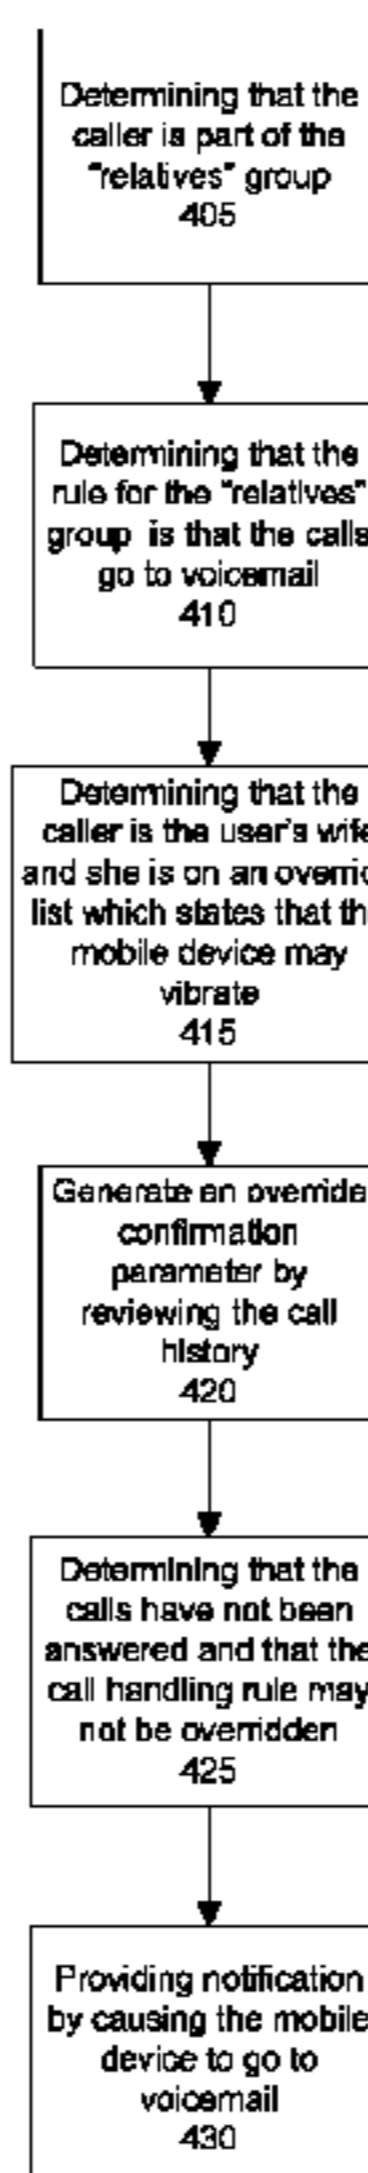 Determining that the
caller is part of the
"relatives" group
405
Determining that the
rule for the "relatives"
group is that the calls
go to voicemail
410
Determining that the
caller is the user's wife
and she is on an overrid
list which states that th
mobile device may
vibrate
415
Generate an override
confirmation
parameter by
reviewing the call
history
420
Determining that the
calls have not been
answered and that the
call handling rule may
not be overridden
425
Providing notification
by causing the mobile
device to go to
voicemail
430